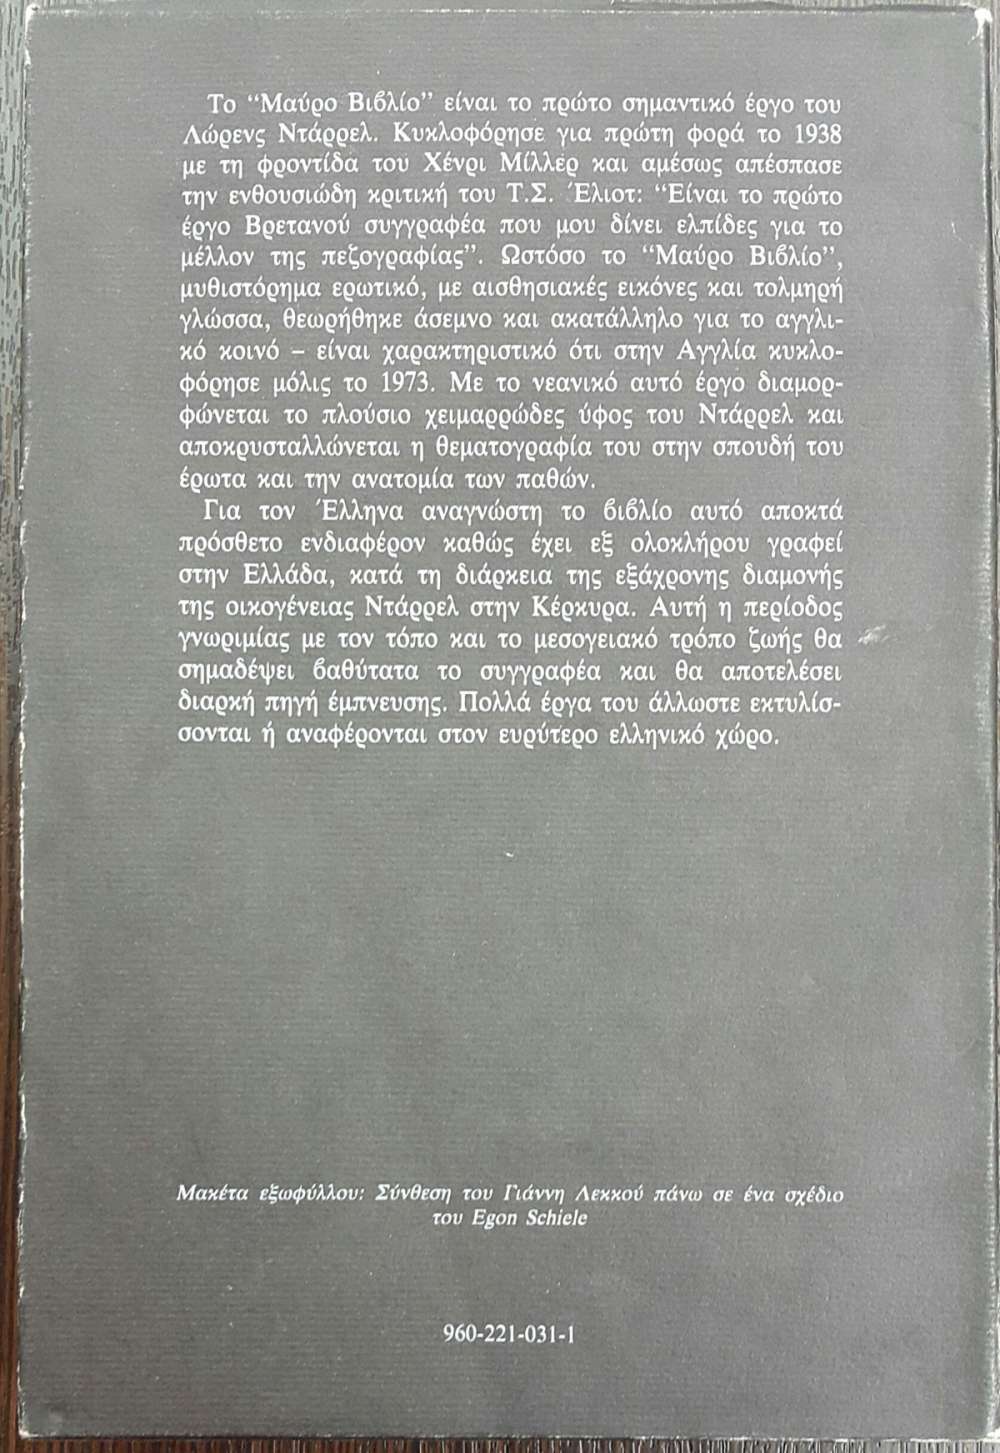 Το “Μαύρο Βιβλίο” είναι το πρώτο σημαντικό έργο του
Λώρενς Ντάρρελ. Κυκλοφόρησε για πρώτη φορά το 1938
με τη φροντίδα του Χένρι Μίλλερ και αμέσως απέσπασε
την ενθουσιώδη κριτική του Τ.Σ. Έλιοτ: “Είναι το πρώτο
έργο Βρετανού συγγραφέα που μου δίνει ελπίδες για το
μέλλον της πεζογραφίας”. Ωστόσο το “Μαύρο Βιβλίο”,
μυθιστόρημα ερωτικό, με αισθησιακές εικόνες και τολμηρή
γλώσσα, θεωρήθηκε άσεμνο και ακατάλληλο για το αγγλι-
κό κοινό – είναι χαρακτηριστικό ότι στην Αγγλία κυκλο-
φόρησε μόλις το 1973. Με το νεανικό αυτό έργο διαμορ-
φώνεται το πλούσιο χειμαρρώδες ύφος του Ντάρρελ και
αποκρυσταλλώνεται η θεματογραφία του στην σπουδή του
έρωτα και την ανατομία των παθών.
Για τον Έλληνα αναγνώστη το βιβλίο αυτό αποκτά
πρόσθετο ενδιαφέρον καθώς έχει εξ ολοκλήρου γραφεί
στην Ελλάδα, κατά τη διάρκεια της εξάχρονης διαμονής
της οικογένειας Ντάρρελ στην Κέρκυρα. Αυτή η περίοδος
γνωριμίας με τον τόπο και το μεσογειακό τρόπο ζωής θα
σημαδέψει βαθύτατα το συγγραφέα και θα αποτελέσει
διαρκή πηγή έμπνευσης. Πολλά έργα του άλλωστε εκτυλίσ-
σονται ή αναφέρονται στον ευρύτερο ελληνικό χώρο.
Μακέτα εξωφύλλου: Σύνθεση του Γιάννη Λεκκού πάνω σε ένα σχέδιο
του Egon Schiele
960-221-031-1